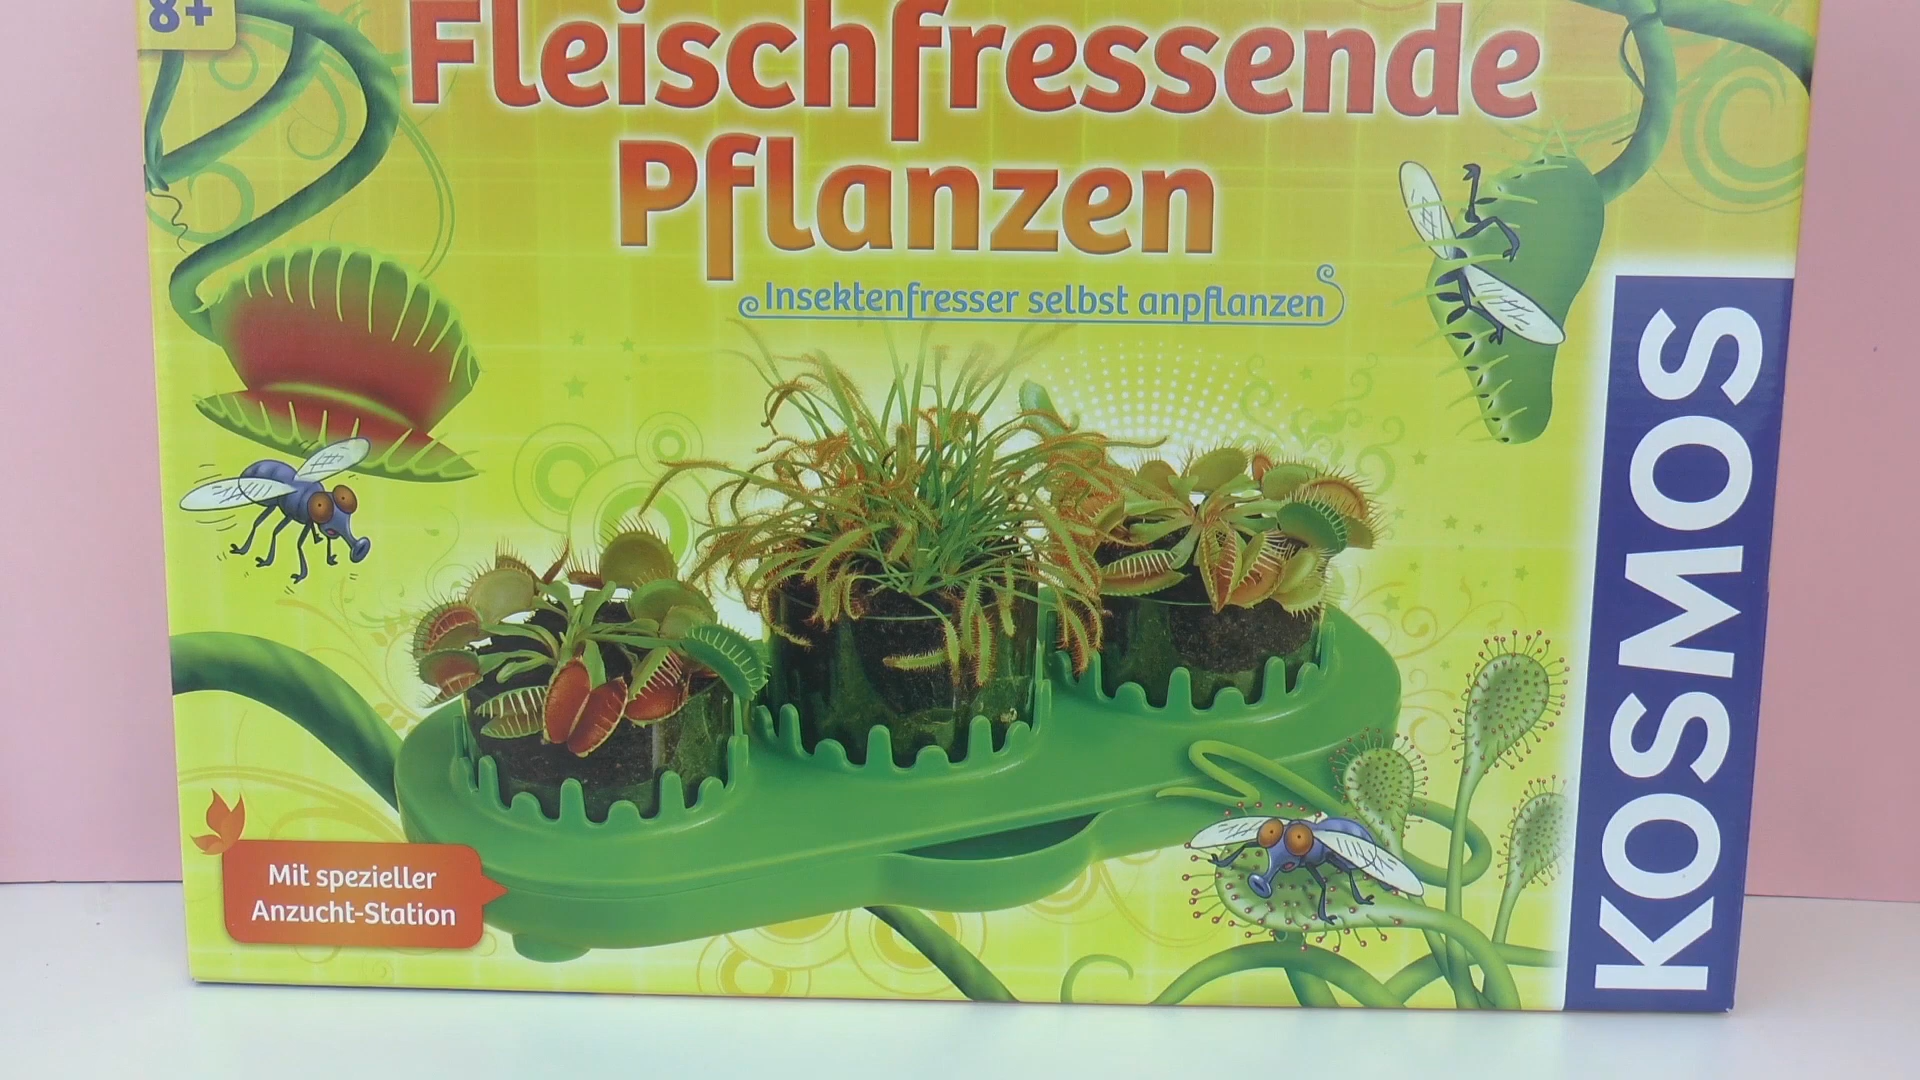 8+
Fleischfressende
Pflanzen
Insektenfresser selbst anpflanzen
KOSMOS
Mit spezieller
Anzucht-Station